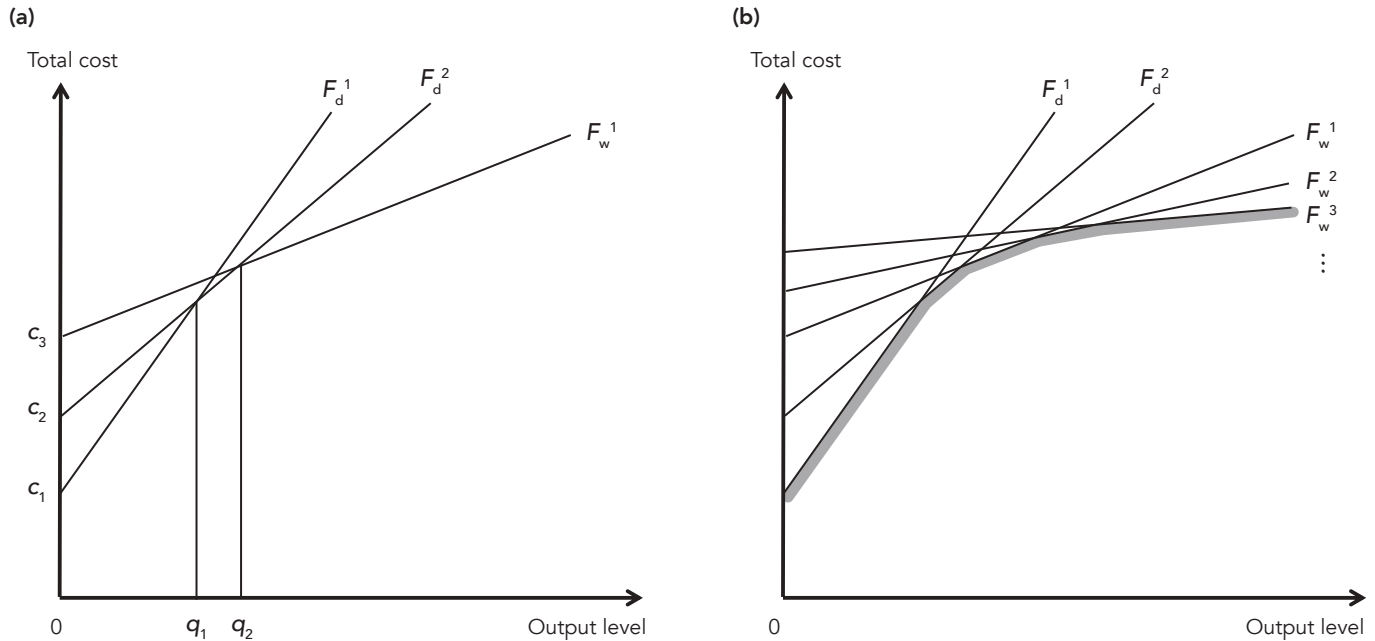 (a)
Total cost
F_d^1
F_d^2
F_w^1
c_3
c_2
c_1
0
q_1
q_2
Output level
(b)
Total cost
F_d^1
F_d^2
F_w^1
F_w^2
F_w^3
⋮
0
Output level